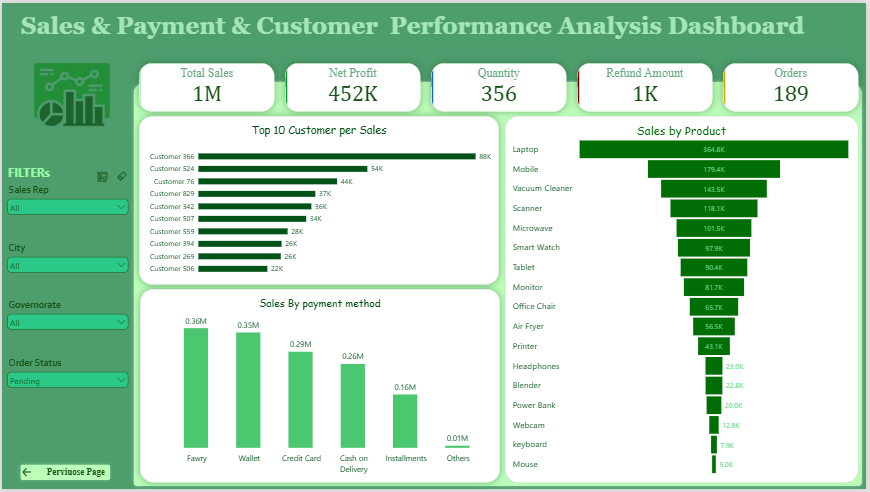 Sales & Payment & Customer  Performance Analysis Dashboard
Total Sales
1M
Net Profit
452K
Quantity
356
Refund Amount
1K
Orders
189
FILTERs
Sales Rep
All
City
All
Governorate
All
Order Status
Pending
Perviuose Page
Top 10 Customer per Sales
Customer 366 88K
Customer 524 54K
Customer 76 44K
Customer 829 37K
Customer 342 36K
Customer 507 34K
Customer 559 28K
Customer 394 26K
Customer 269 26K
Customer 506 22K
Sales By payment method
0.36M 0.35M 0.29M 0.26M 0.16M 0.01M
Fawry Wallet Credit Card Cash on Installments Others
Delivery
Sales by Product
Laptop 364.8K
Mobile 179.4K
Vacuum Cleaner 143.5K
Scanner 118.1K
Microwave 101.5K
Smart Watch 97.9K
Tablet 90.4K
Monitor 81.7K
Office Chair 65.7K
Air Fryer 56.5K
Printer 43.1K
Headphones 23.0K
Blender 22.8K
Power Bank 20.0K
Webcam 12.8K
keyboard 7.9K
Mouse 5.0K